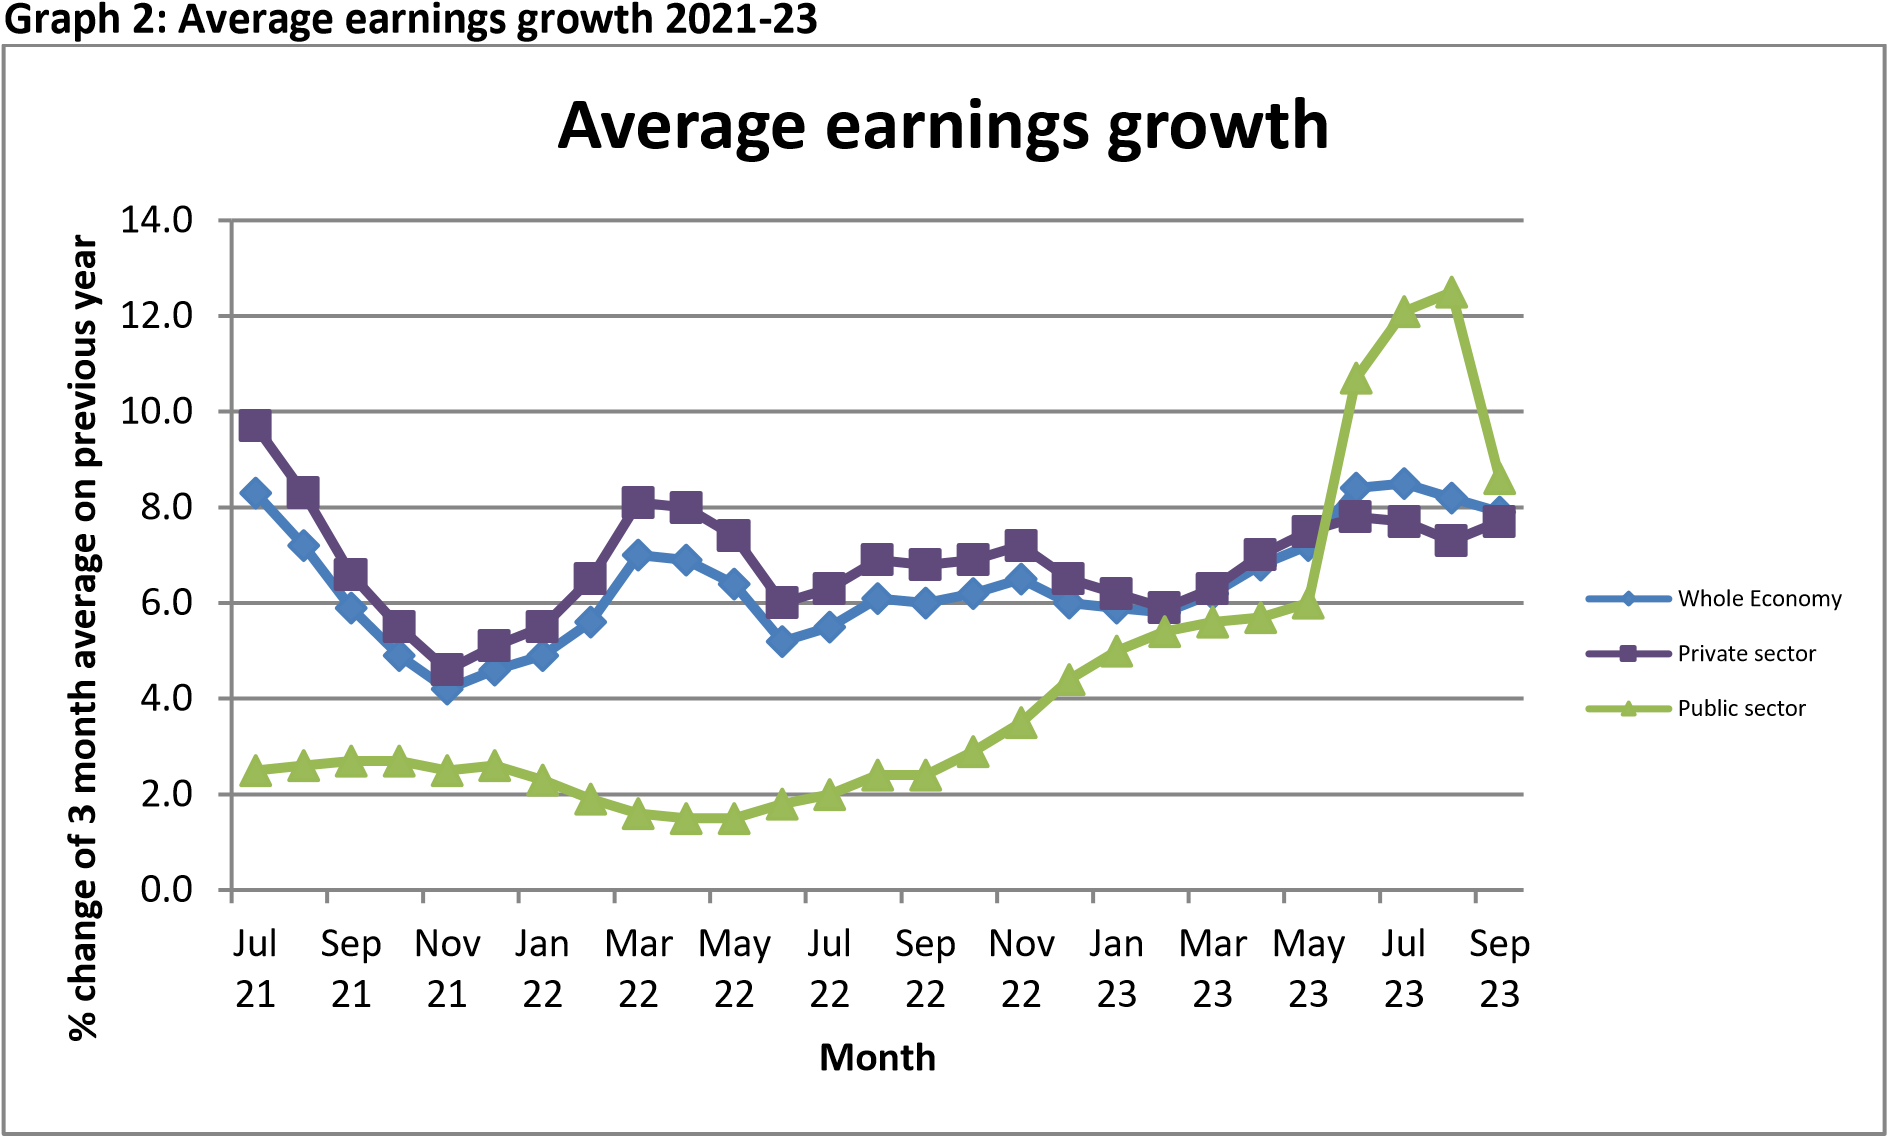 Graph 2: Average earnings growth 2021-23
Average earnings growth
% change of 3 month average on previous year
14.0
12.0
10.0
8.0
6.0
4.0
2.0
0.0
Jul Sep Nov Jan Mar May Jul Sep Nov Jan Mar May Jul Sep
21 21 21 22 22 22 22 22 22 23 23 23 23 23
Month
Whole Economy
Private sector
Public sector